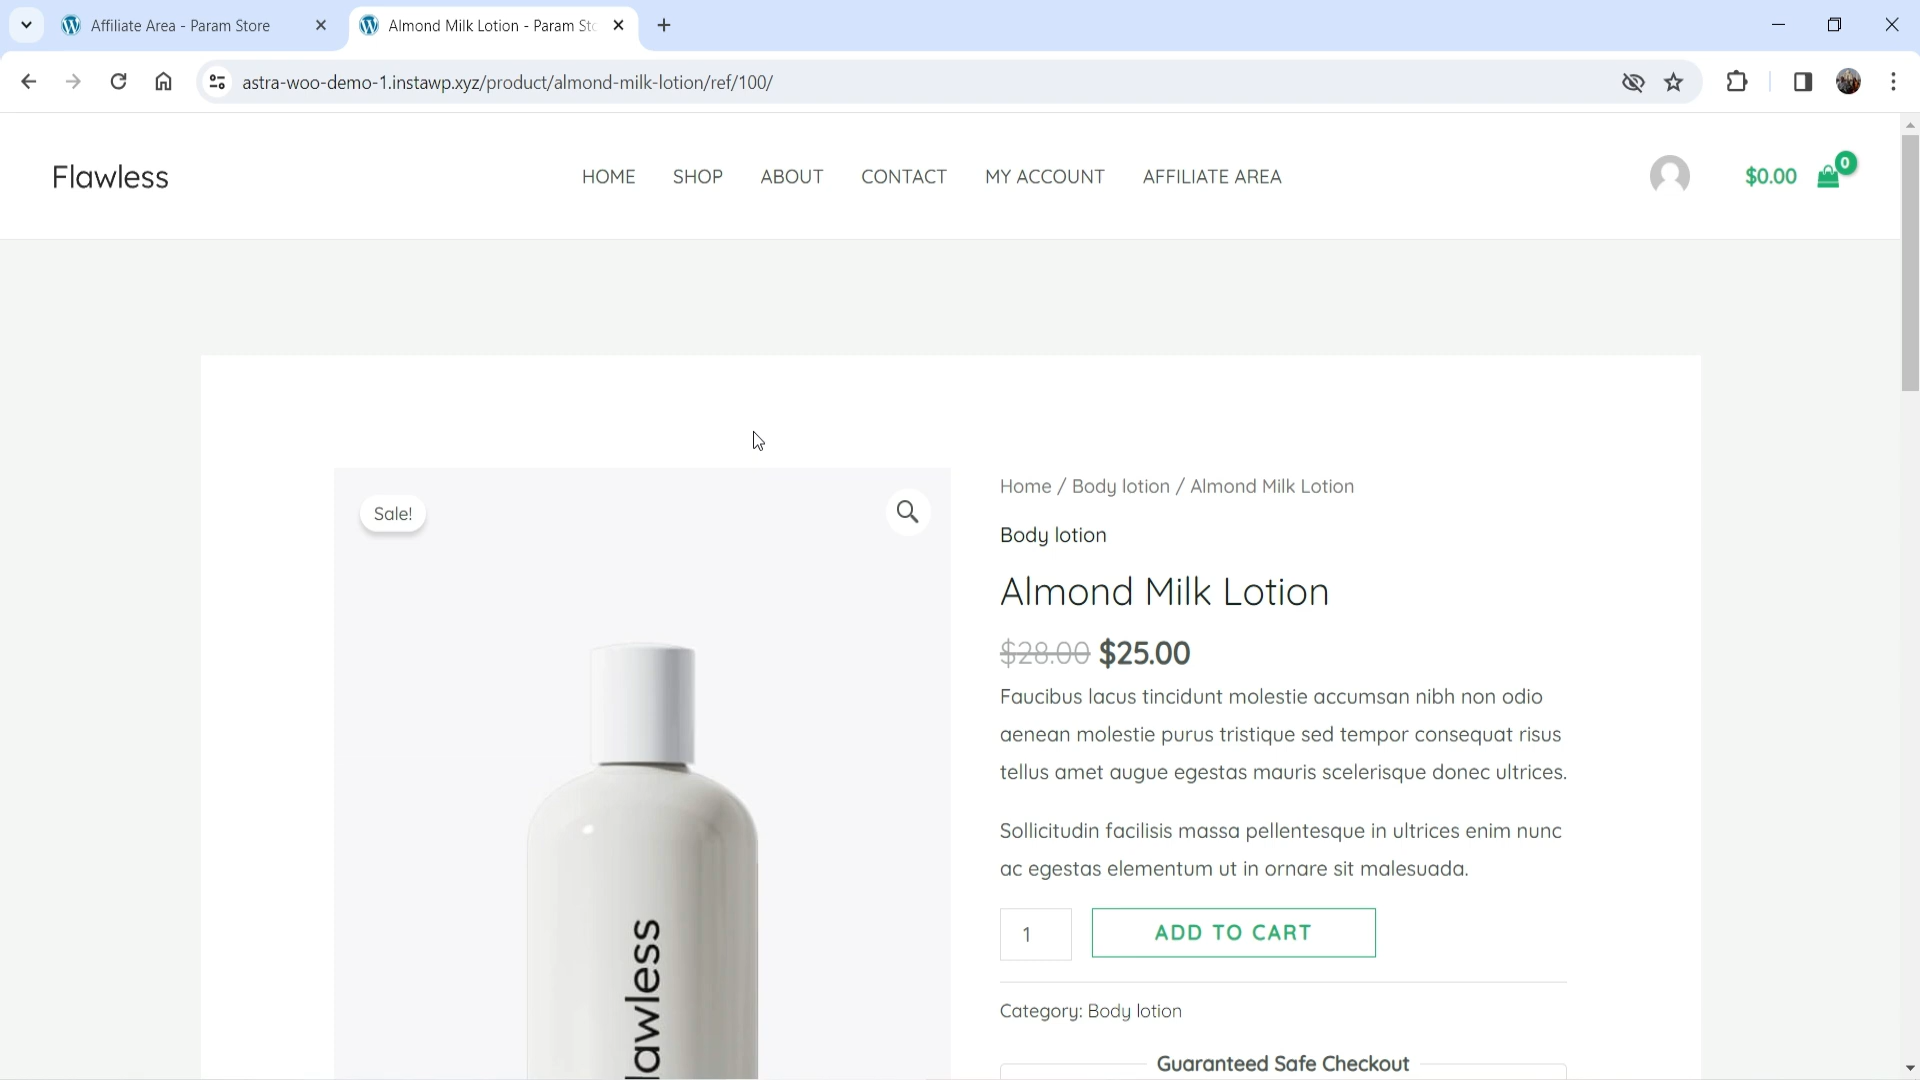 Affiliate Area - Param Store
Almond Milk Lotion - Param Sto
astra-woo-demo-1.instawp.xyz/product/almond-milk-lotion/ref/100/
Flawless
HOME SHOP ABOUT CONTACT MY ACCOUNT AFFILIATE AREA
$0.00 0
Sale!
Home / Body lotion / Almond Milk Lotion
Body lotion
Almond Milk Lotion
$28.00 $25.00
Faucibus lacus tincidunt molestie accumsan nibh non odio
aenean molestie purus tristique sed tempor consequat risus
tellus amet augue egestas mauris scelerisque donec ultrices.
Sollicitudin facilisis massa pellentesque in ultrices enim nunc
ac egestas elementum ut in ornare sit malesuada.
1 ADD TO CART
Category: Body lotion
Guaranteed Safe Checkout
lawless